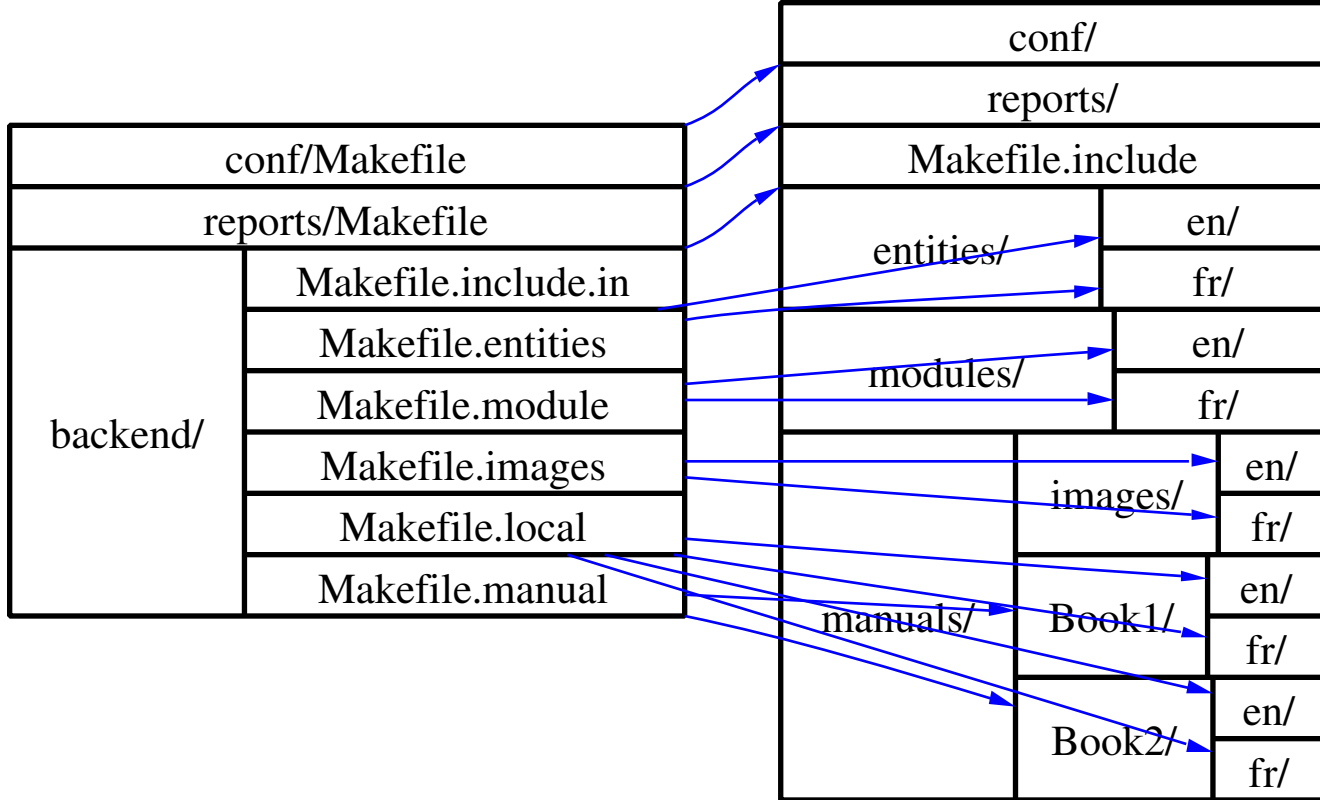 conf/Makefile
reports/Makefile
backend/
Makefile.include.in
Makefile.entities
Makefile.module
Makefile.images
Makefile.local
Makefile.manual
conf/
reports/
Makefile.include
entities/
en/
fr/
modules/
en/
fr/
manuals/
images/
en/
fr/
Book1/
en/
fr/
Book2/
en/
fr/